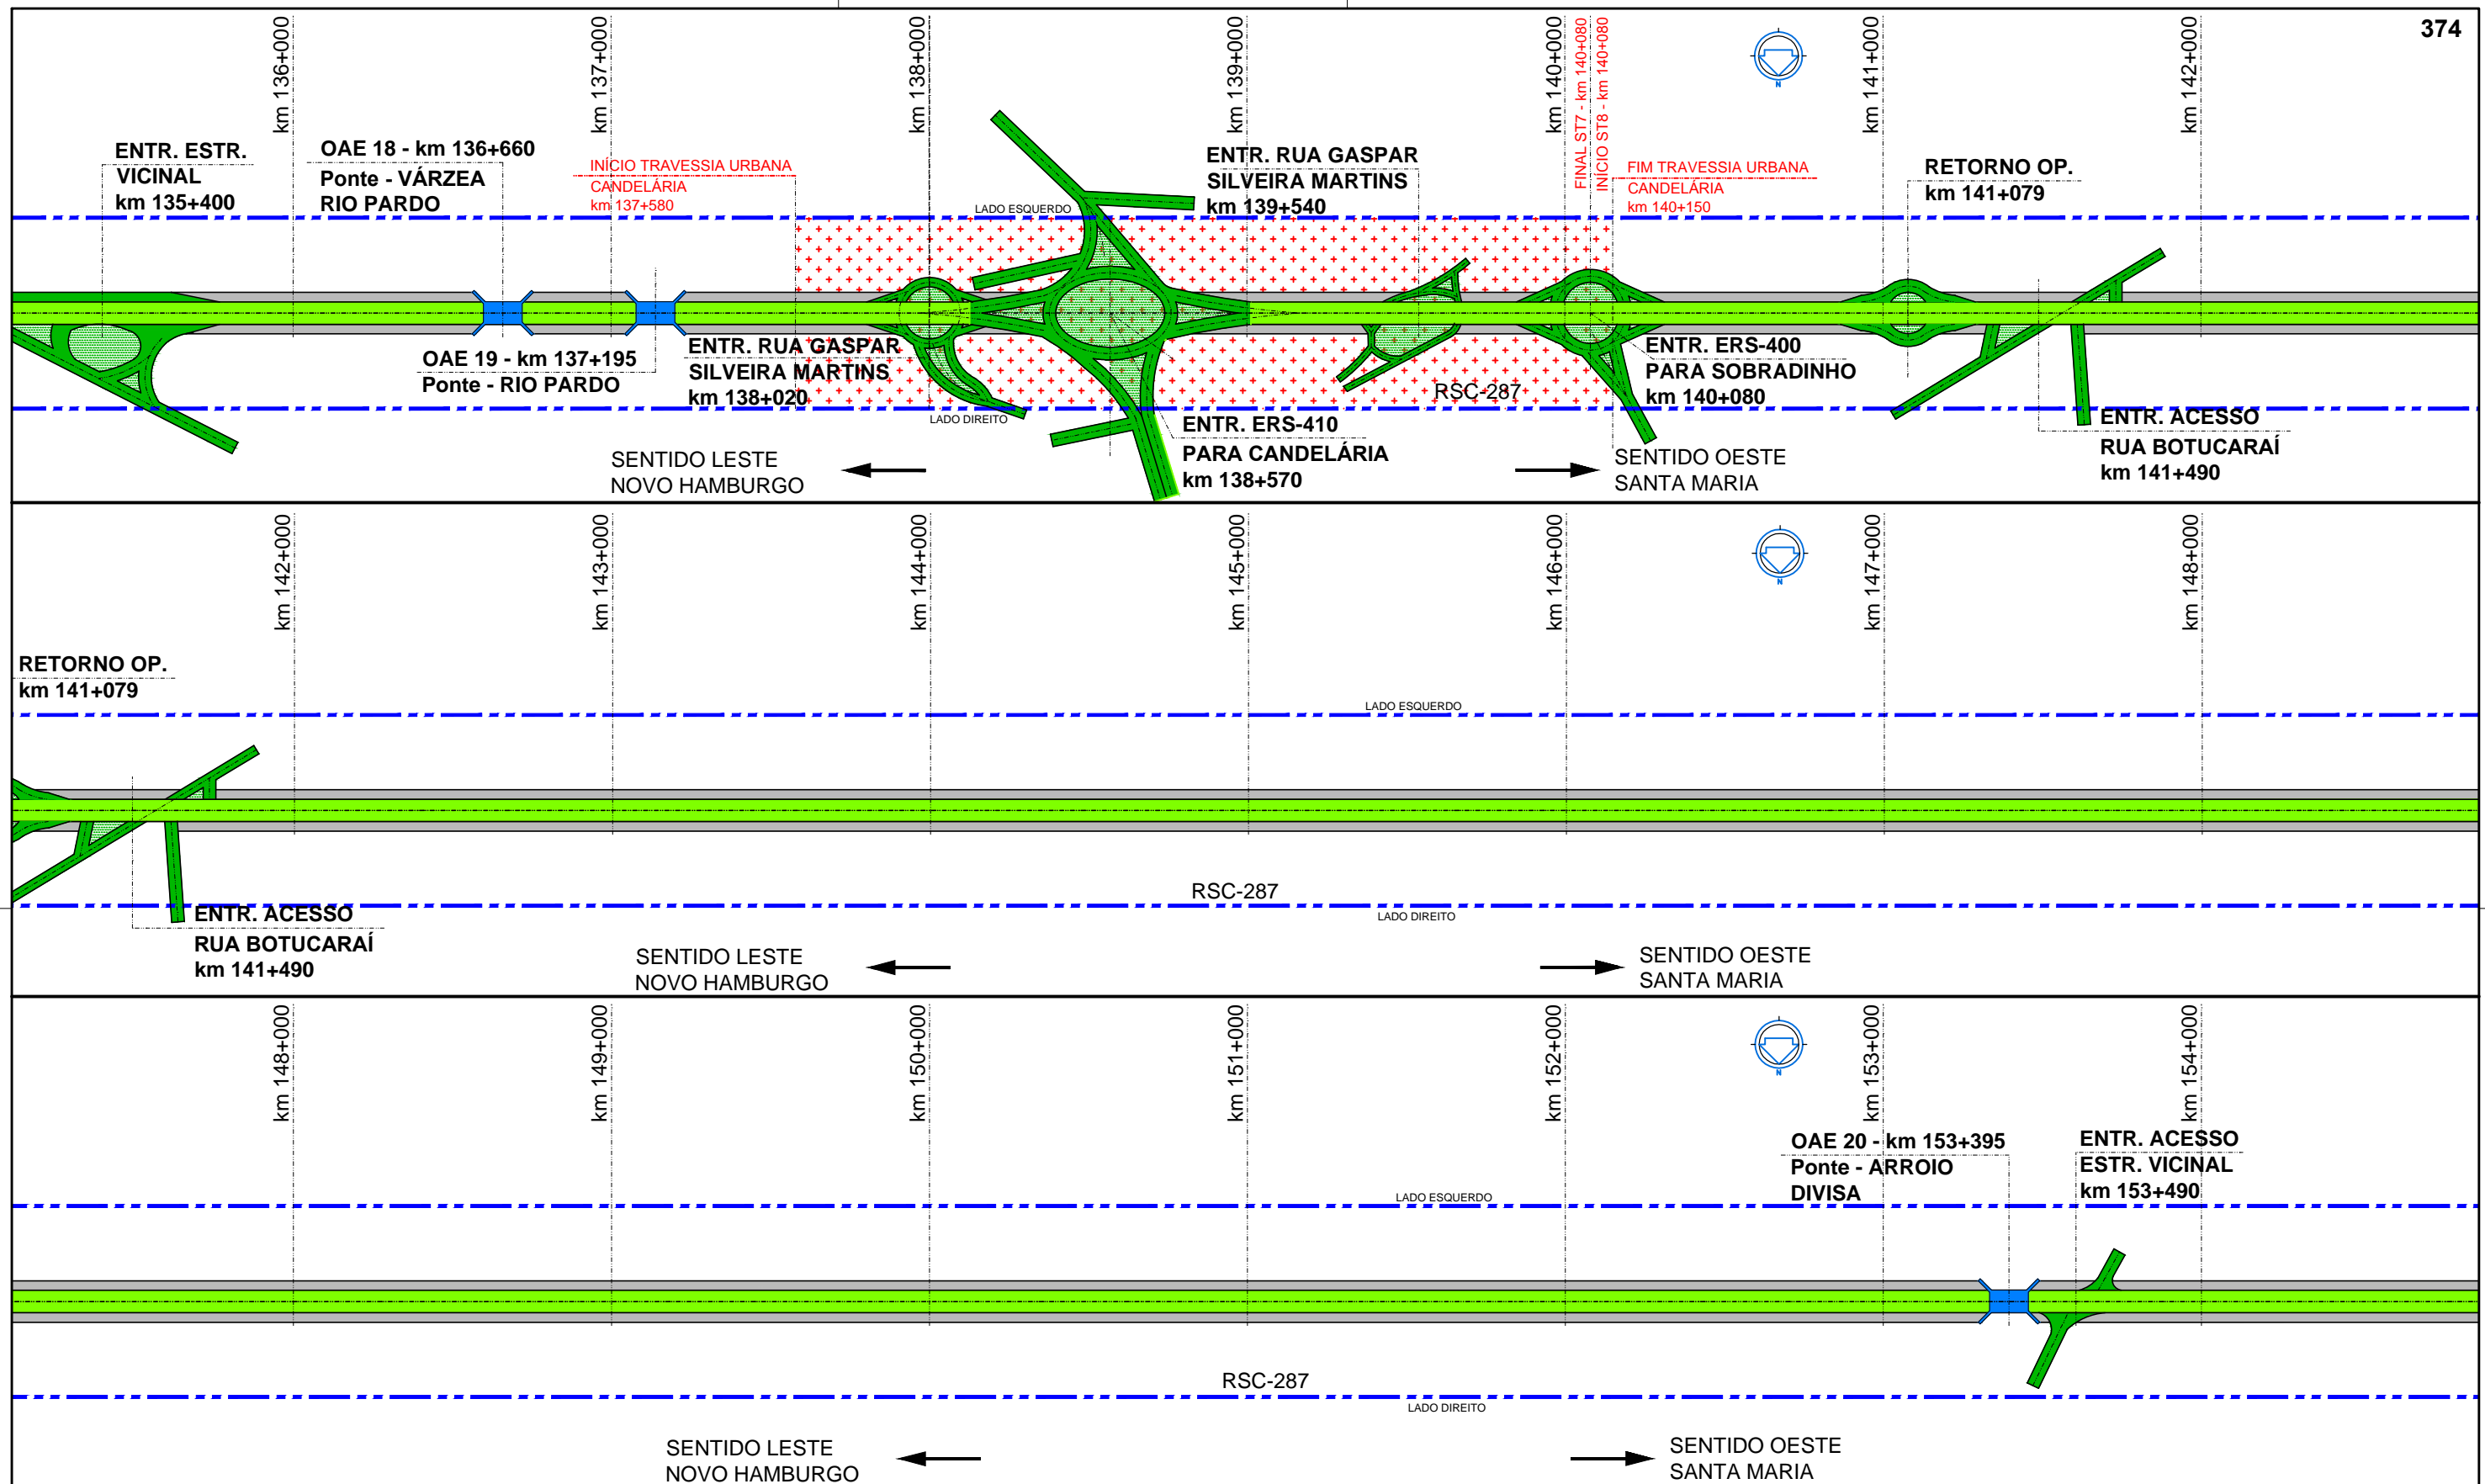 374
km 136+000
km 137+000
km 138+000
km 139+000
km 140+000
FINAL ST7 - km 140+080
INÍCIO ST8 - km 140+080
km 141+000
km 142+000
N
ENTR. ESTR.
VICINAL
km 135+400
OAE 18 - km 136+660
Ponte - VÁRZEA
RIO PARDO
INÍCIO TRAVESSIA URBANA
CANDELÁRIA
km 137+580
LADO ESQUERDO
ENTR. RUA GASPAR
SILVEIRA MARTINS
km 139+540
FIM TRAVESSIA URBANA
CANDELÁRIA
km 140+150
RETORNO OP.
km 141+079
OAE 19 - km 137+195
Ponte - RIO PARDO
ENTR. RUA GASPAR
SILVEIRA MARTINS
km 138+020
LADO DIREITO
ENTR. ERS-410
PARA CANDELÁRIA
km 138+570
RSC-287
ENTR. ERS-400
PARA SOBRADINHO
km 140+080
ENTR. ACESSO
RUA BOTUCARAÍ
km 141+490
SENTIDO LESTE
NOVO HAMBURGO
SENTIDO OESTE
SANTA MARIA
km 142+000
km 143+000
km 144+000
km 145+000
km 146+000
km 147+000
km 148+000
N
RETORNO OP.
km 141+079
LADO ESQUERDO
RSC-287
LADO DIREITO
ENTR. ACESSO
RUA BOTUCARAÍ
km 141+490
SENTIDO LESTE
NOVO HAMBURGO
SENTIDO OESTE
SANTA MARIA
km 148+000
km 149+000
km 150+000
km 151+000
km 152+000
km 153+000
km 154+000
N
OAE 20 - km 153+395
Ponte - ARROIO
DIVISA
ENTR. ACESSO
ESTR. VICINAL
km 153+490
LADO ESQUERDO
RSC-287
LADO DIREITO
SENTIDO LESTE
NOVO HAMBURGO
SENTIDO OESTE
SANTA MARIA